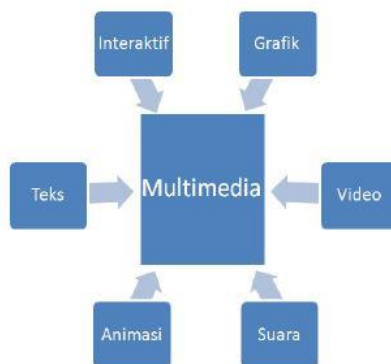 Interaktif
Grafik
Teks
Multimedia
Video
Animasi
Suara